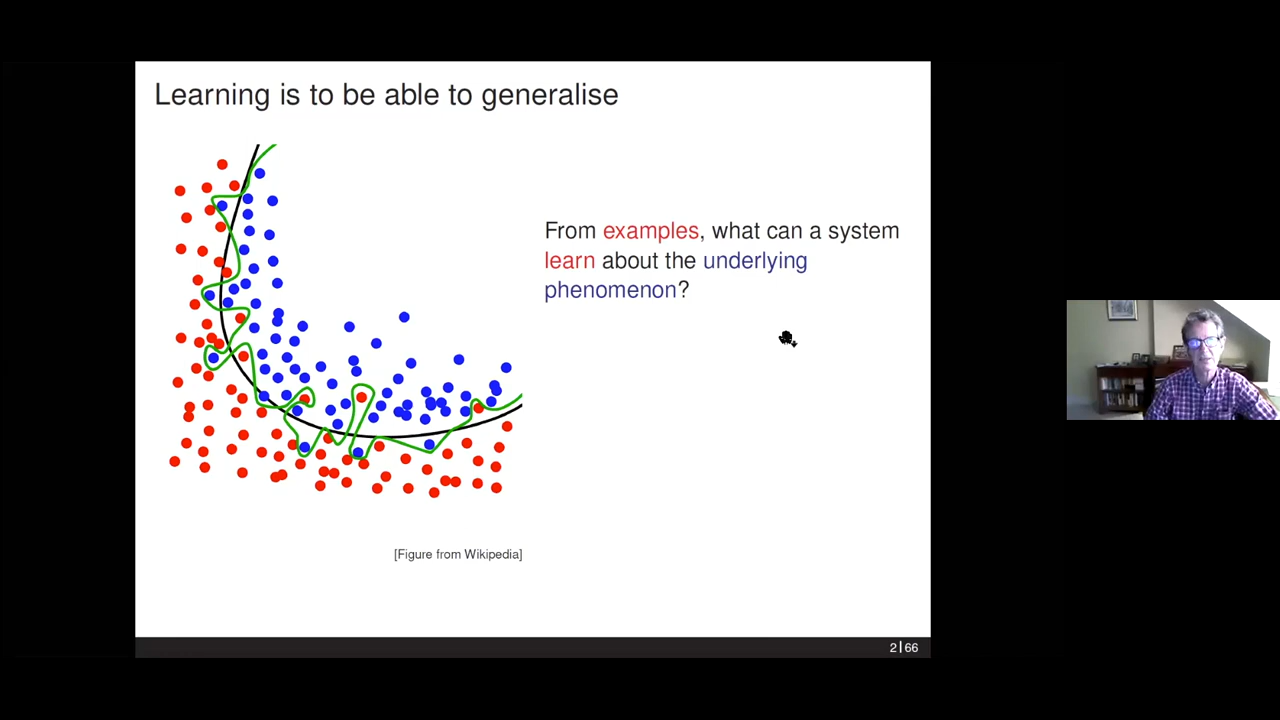 Learning is to be able to generalise
From examples, what can a system
learn about the underlying
phenomenon?
[Figure from Wikipedia]
2|66